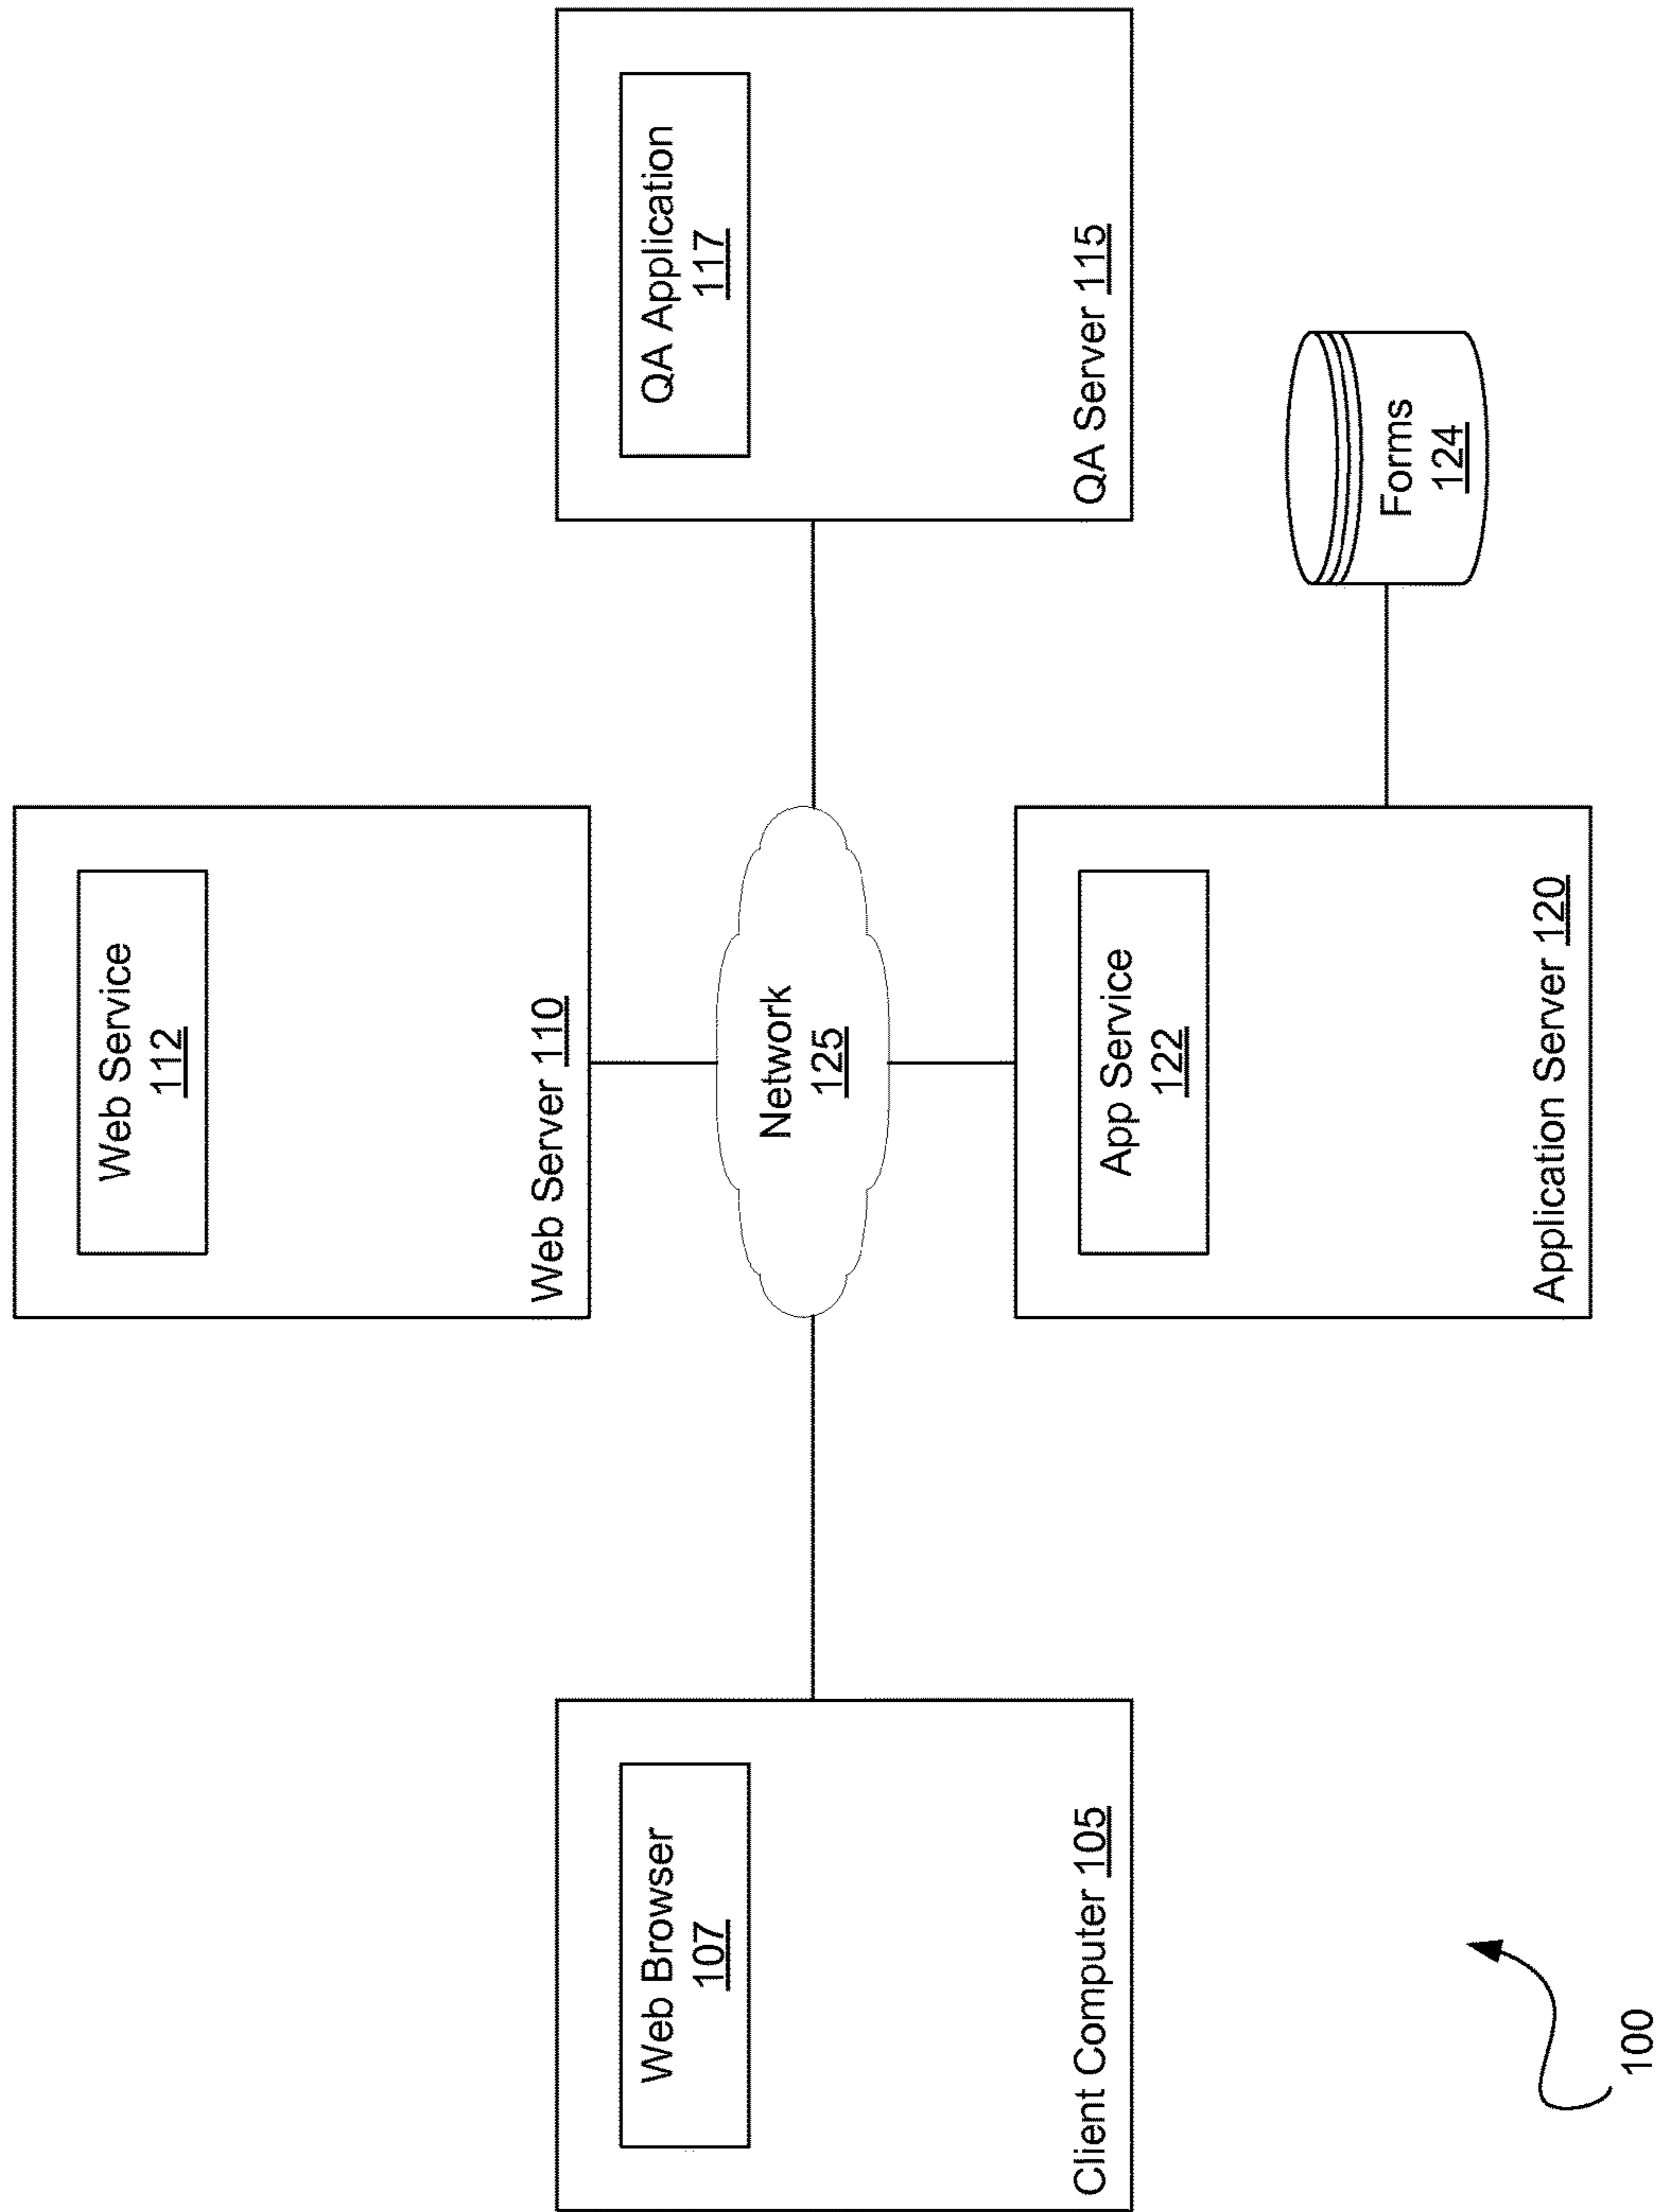 Web Service
112
Web Server 110
Web Browser
107
Client Computer 105
Network
125
QA Application
117
QA Server 115
App Service
122
Application Server 120
Forms
124
100